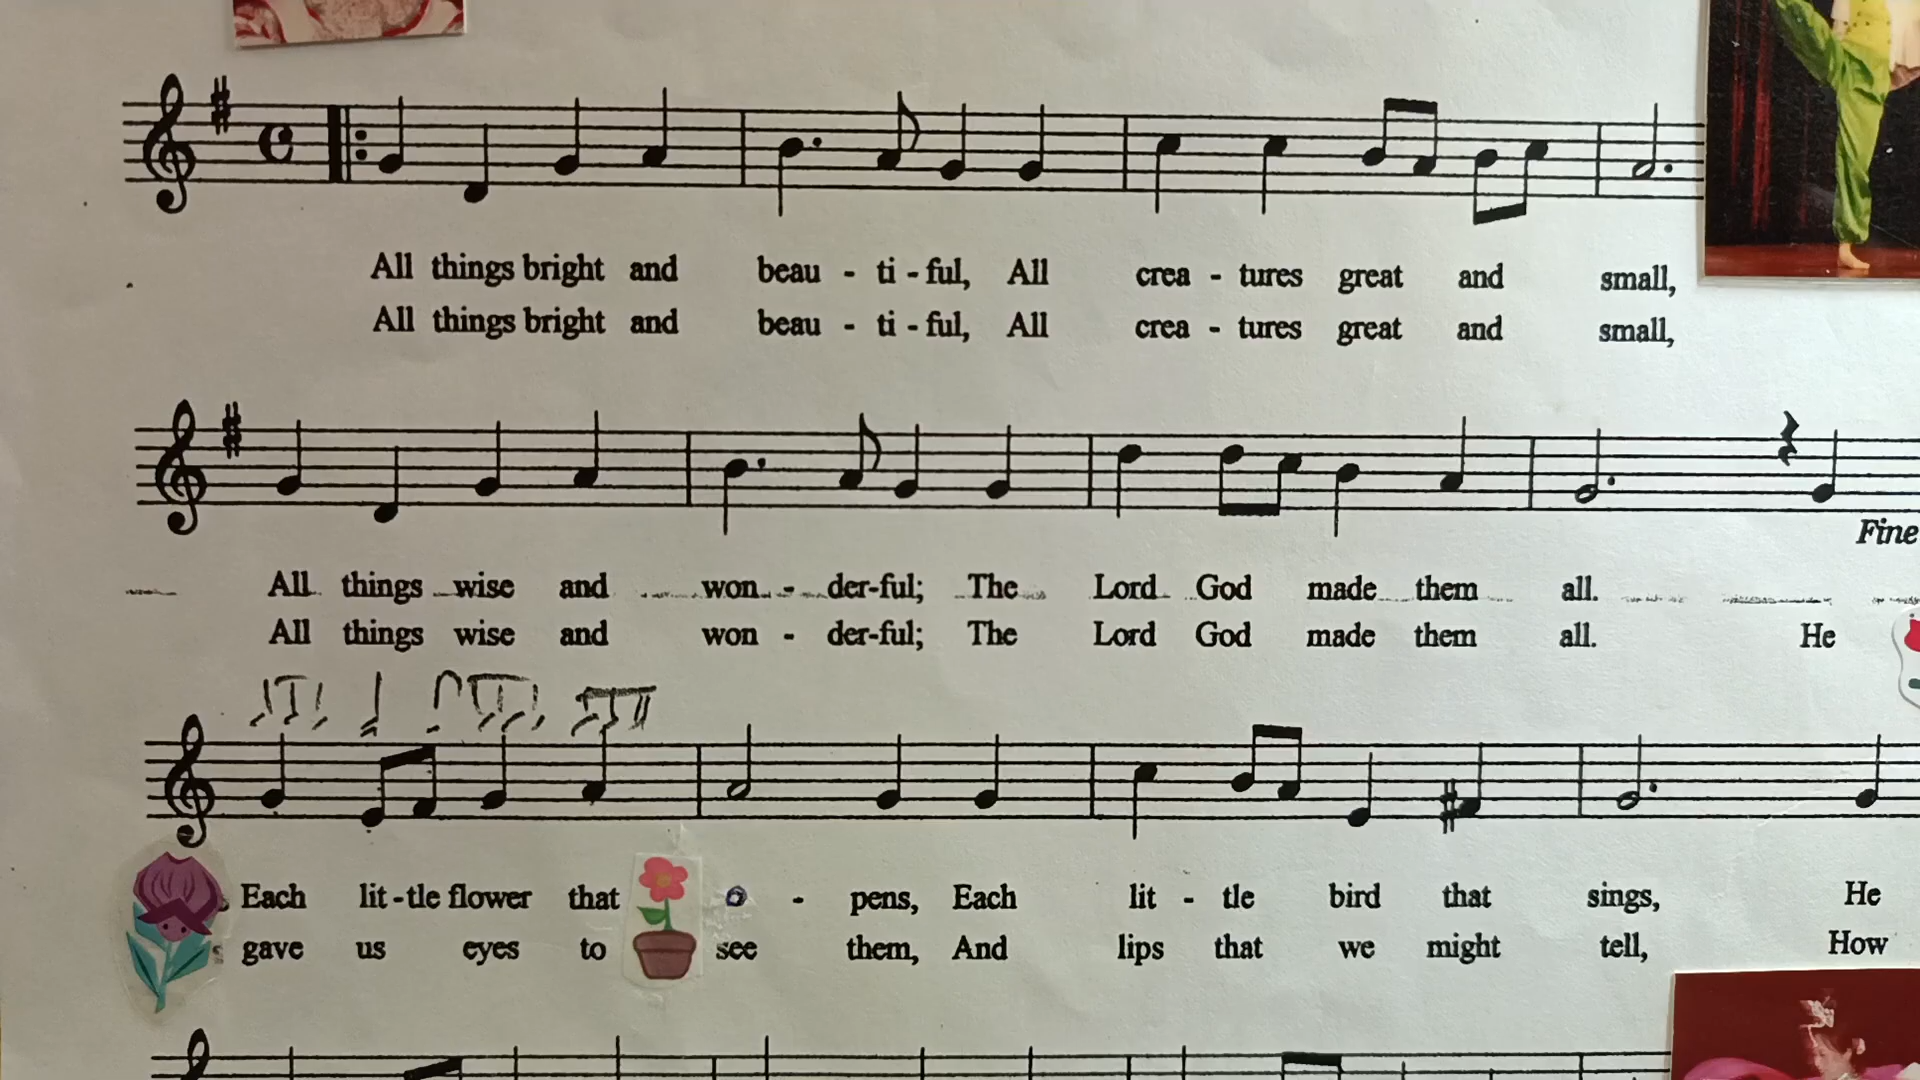 All things bright and beau - ti - ful, All crea - tures great and small,
All things bright and beau - ti - ful, All crea - tures great and small,
Fine
All things wise and won - der-ful; The Lord God made them all.
All things wise and won - der-ful; The Lord God made them all. He
Each lit-tle flower that o - pens, Each lit - tle bird that sings, He
gave us eyes to see them, And lips that we might tell, How